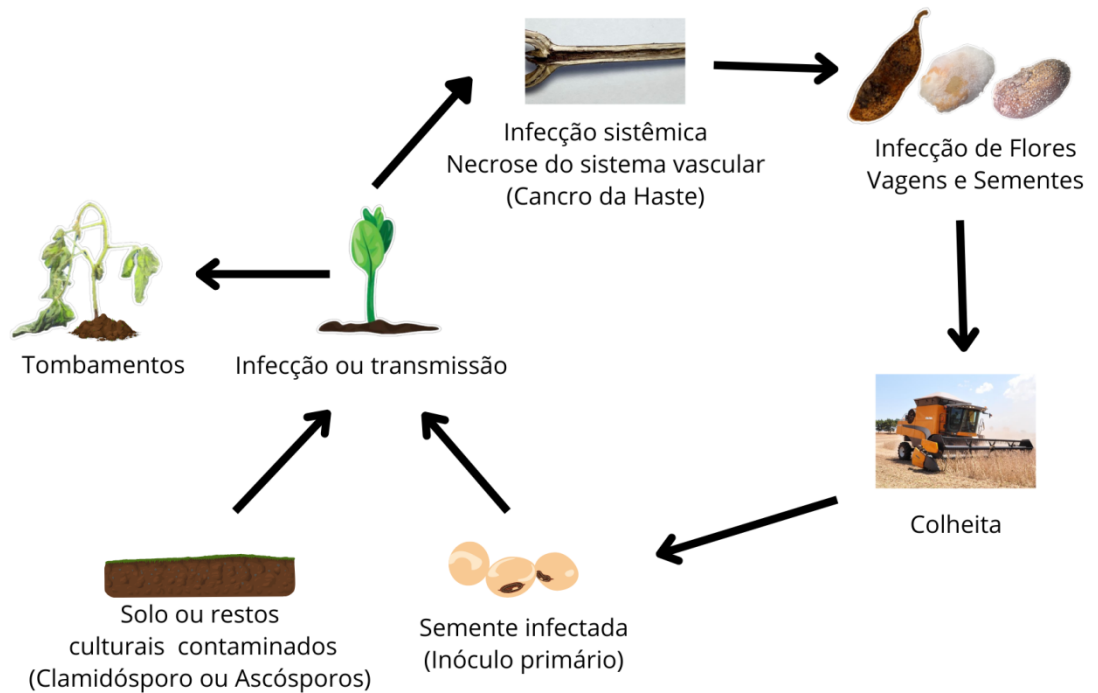 Infecção sistêmica
Necrose do sistema vascular
(Cancro da Haste)
Infecção de Flores
Vagens e Sementes
Tombamentos
Infecção ou transmissão
Colheita
Solo ou restos
culturais contaminados
(Clamidósporo ou Ascósporos)
Semente infectada
(Inóculo primário)